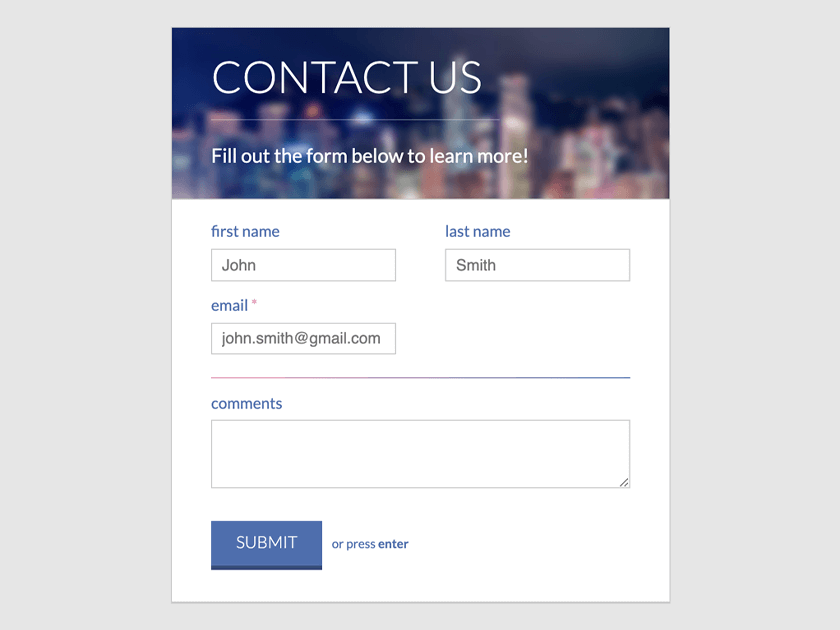 CONTACT US
Fill out the form below to learn more!
first name
last name
John
Smith
email *
john.smith@gmail.com
comments
SUBMIT
or press enter